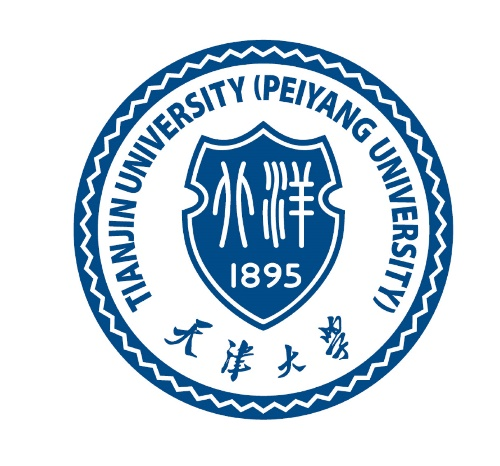 TIANJIN UNIVERSITY (PEIYANG UNIVERSITY)
北洋
1895
天津大学